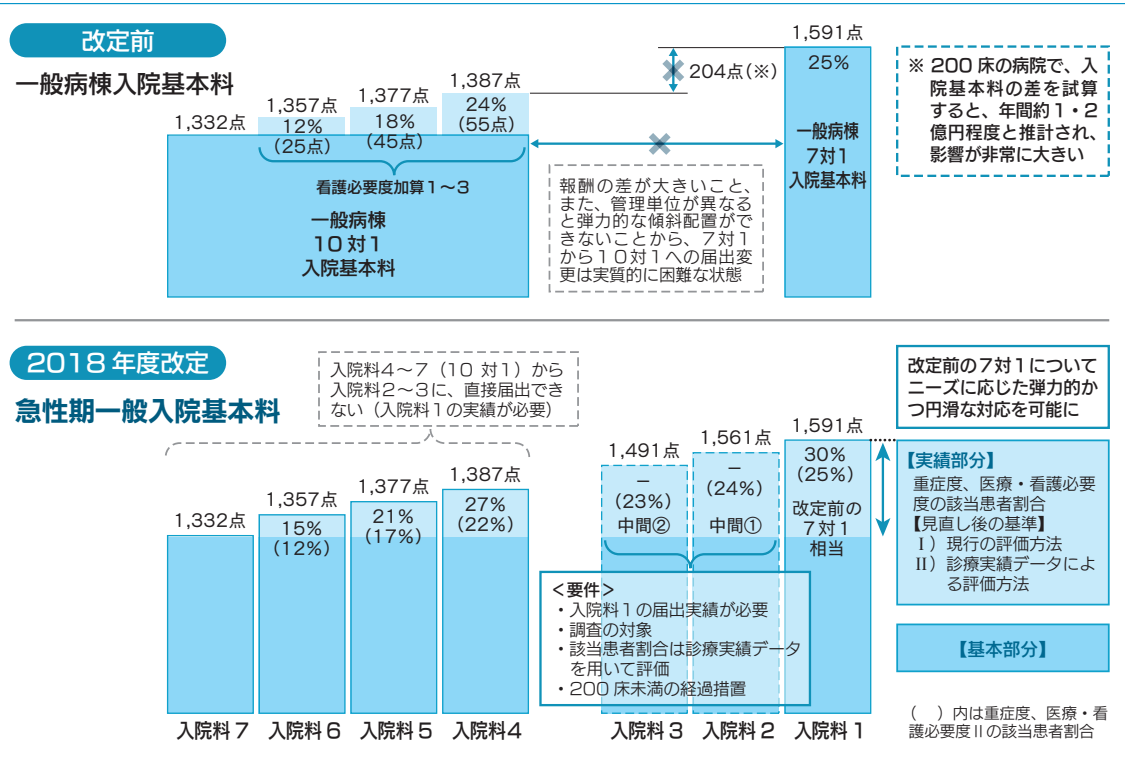 改定前
一般病棟入院基本料
1,332点
1,357点
12%
(25点)
1,377点
18%
(45点)
1,387点
24%
(55点)
看護必要度加算1~3
一般病棟
10対1
入院基本料
204点(※)
報酬の差が大きいこと、
また、管理単位が異なる
と弾力的な傾斜配置がで
きないことから、7対1
から10対1への届出変
更は実質的に困難な状態
1,591点
25%
一般病棟
7対1
入院基本料
※ 200床の病院で、入
院基本料の差を試算
すると、年間約1・2
億円程度と推計され、
影響が非常に大きい
2018年度改定
急性期一般入院基本料
入院料4~7(10 対1)から
入院料2~3に、直接届出でき
ない(入院料1の実績が必要)
1,332点
1,357点
15%
(12%)
1,377点
21%
(17%)
1,387点
27%
(22%)
1,491点
―
(23%)
中間②
1,561点
―
(24%)
中間①
1,591点
30%
(25%)
改定前の
7対1
相当
<要件>
・入院料1の届出実績が必要
・調査の対象
・該当患者割合は診療実績データ
を用いて評価
・200床未満の経過措置
入院料7
入院料6
入院料5
入院料4
入院料3
入院料2
入院料1
改定前の7対1について
ニーズに応じた弾力的か
つ円滑な対応を可能に
【実績部分】
重症度、医療・看護必要
度の該当患者割合
【見直し後の基準】
Ⅰ)現行の評価方法
Ⅱ)診療実績データによ
る評価方法
【基本部分】
( )内は重症度、医療・看
護必要度Ⅱの該当患者割合